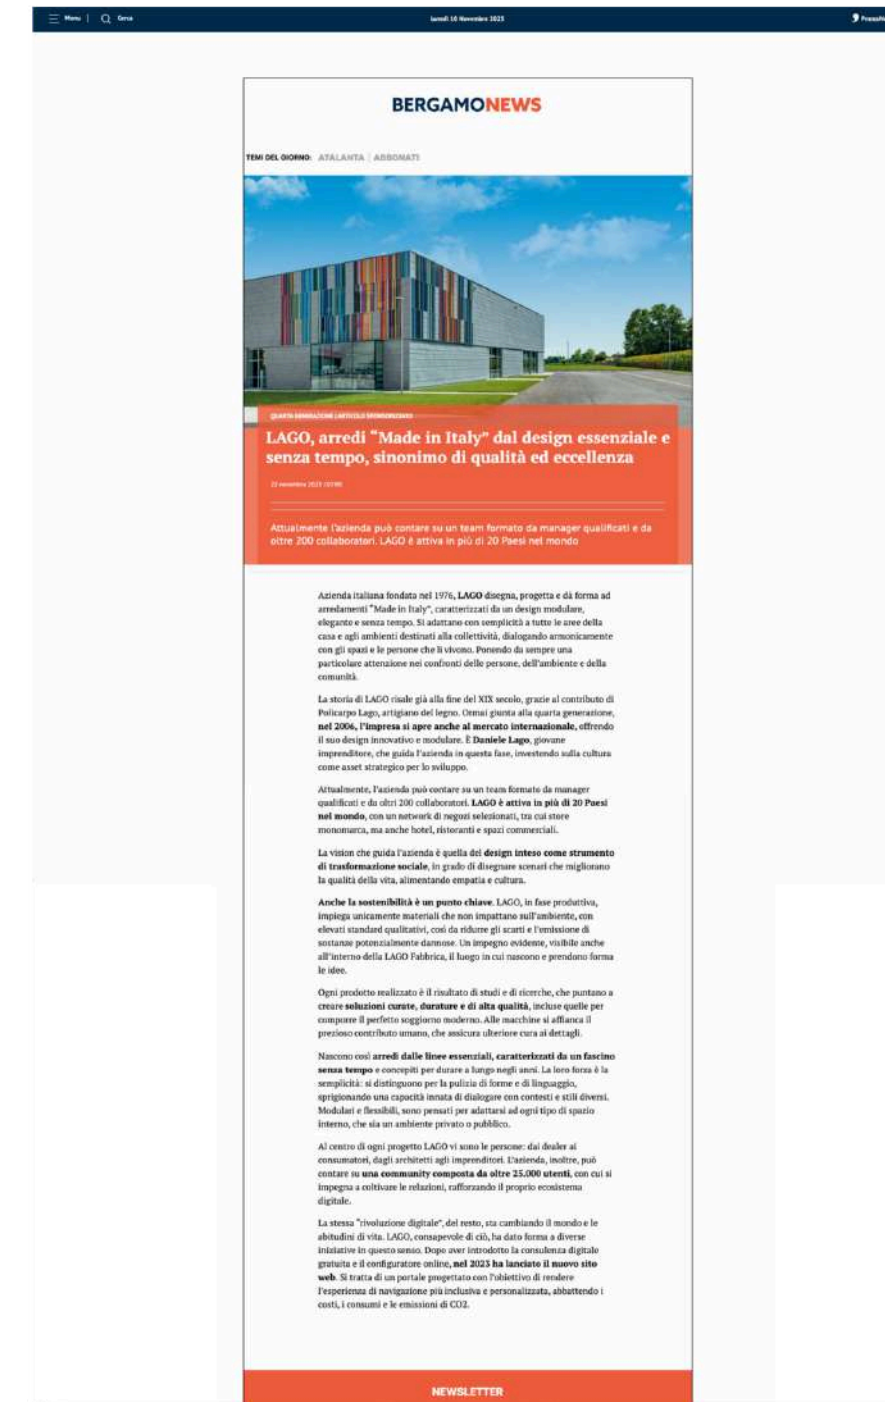 Menu | Cerca
BERGAMONEWS
TEMI DEL GIORNO: ATALANTA | ABBONATI
QUARTA GENERAZIONE | ARTICOLO SPONSORIZZATO
LAGO, arredi “Made in Italy” dal design essenziale e
senza tempo, sinonimo di qualità ed eccellenza
Attualmente l’azienda può contare su un team formato da manager qualificati e da
oltre 200 collaboratori. LAGO è attiva in più di 20 Paesi nel mondo
Azienda italiana fondata nel 1976, LAGO disegna, progetta e dà forma ad
arredamenti “Made in Italy”, caratterizzati da un design modulare,
elegante e senza tempo. Si adattano con semplicità a tutte le aree della
casa e agli ambienti destinati alla collettività, dialogando armonicamente
con gli spazi e le persone che li vivono. Ponendo da sempre una
particolare attenzione nei confronti delle persone, dell’ambiente e della
comunità.
La storia di LAGO risale già alla fine del XIX secolo, grazie al contributo di
Policarpo Lago, artigiano del legno. Ormai giunta alla quarta generazione,
nel 2006, l’impresa si apre anche al mercato internazionale, offrendo
il suo design innovativo e modulare. È Daniele Lago, giovane
imprenditore, che guida l’azienda in questa fase, investendo sulla cultura
come asset strategico per lo sviluppo.
Attualmente, l’azienda può contare su un team formato da manager
qualificati e da oltri 200 collaboratori. LAGO è attiva in più di 20 Paesi
nel mondo, con un network di negozi selezionati, tra cui store
monomarca, ma anche hotel, ristoranti e spazi commerciali.
La vision che guida l’azienda è quella del design inteso come strumento
di trasformazione sociale, in grado di disegnare scenari che migliorano
la qualità della vita, alimentando empatia e cultura.
Anche la sostenibilità è un punto chiave. LAGO, in fase produttiva,
impiega unicamente materiali che non impattano sull’ambiente, con
elevati standard qualitativi, così da ridurre gli scarti e l’emissione di
sostanze potenzialmente dannose. Un impegno evidente, visibile anche
all’interno della LAGO Fabbrica, il luogo in cui nascono e prendono forma
le idee.
Ogni prodotto realizzato è il risultato di studi e di ricerche, che puntano a
creare soluzioni curate, durature e di alta qualità, incluse quelle per
comporre il perfetto soggiorno moderno. Alle macchine si affianca il
prezioso contributo umano, che assicura ulteriore cura ai dettagli.
Nascono così arredi dalle linee essenziali, caratterizzati da un fascino
senza tempo e concepiti per durare a lungo negli anni. La loro forza è la
semplicità: si distinguono per la pulizia di forme e di linguaggio,
sprigionando una capacità innata di dialogare con contesti e stili diversi.
Modulari e flessibili, sono pensati per adattarsi ad ogni tipo di spazio
interno, che sia un ambiente privato o pubblico.
Al centro di ogni progetto LAGO vi sono le persone: dai dealer ai
consumatori, dagli architetti agli imprenditori. L’azienda, inoltre, può
contare su una community composta da oltre 25.000 utenti, con cui si
impegna a coltivare le relazioni, rafforzando il proprio ecosistema
digitale.
La stessa “rivoluzione digitale”, del resto, sta cambiando il mondo e le
abitudini di vita. LAGO, consapevole di ciò, ha dato forma a diverse
iniziative in questo senso. Dopo aver introdotto la consulenza digitale
gratuita e il configuratore online, nel 2023 ha lanciato il nuovo sito
web. Si tratta di un portale progettato con l’obiettivo di rendere
l’esperienza di navigazione più inclusiva e personalizzata, abbattendo i
costi, i consumi e le emissioni di CO2.
NEWSLETTER